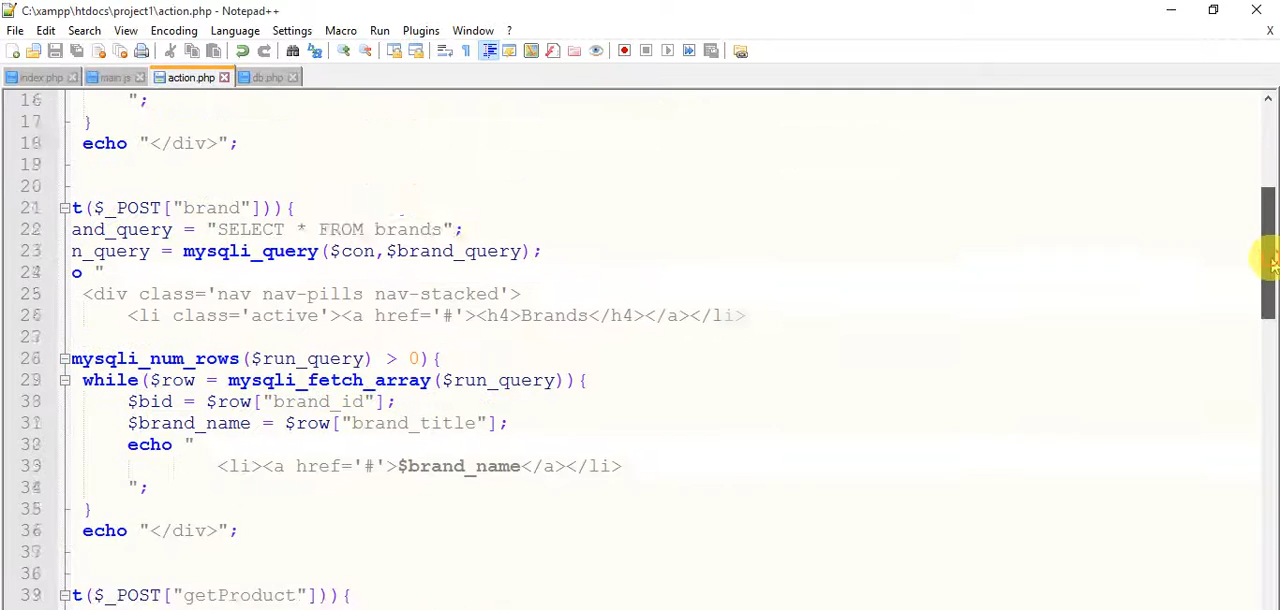 C:\xampp\htdocs\project1\action.php - Notepad++
File Edit Search View Encoding Language Settings Macro Run Plugins Window ? X
index.php main.js action.php db.php
16 ";
17 }
18 echo "</div>";
19
20
21 t($_POST["brand"])){
22 and_query = "SELECT * FROM brands";
23 n_query = mysqli_query($con,$brand_query);
24 o "
25 <div class='nav nav-pills nav-stacked'>
26 <li class='active'><a href='#'><h4>Brands</h4></a></li>
27
28 mysqli_num_rows($run_query) > 0){
29 while($row = mysqli_fetch_array($run_query)){
30 $bid = $row["brand_id"];
31 $brand_name = $row["brand_title"];
32 echo "
33 <li><a href='#'>$brand_name</a></li>
34 ";
35 }
36 echo "</div>";
37
38
39 t($_POST["getProduct"])){